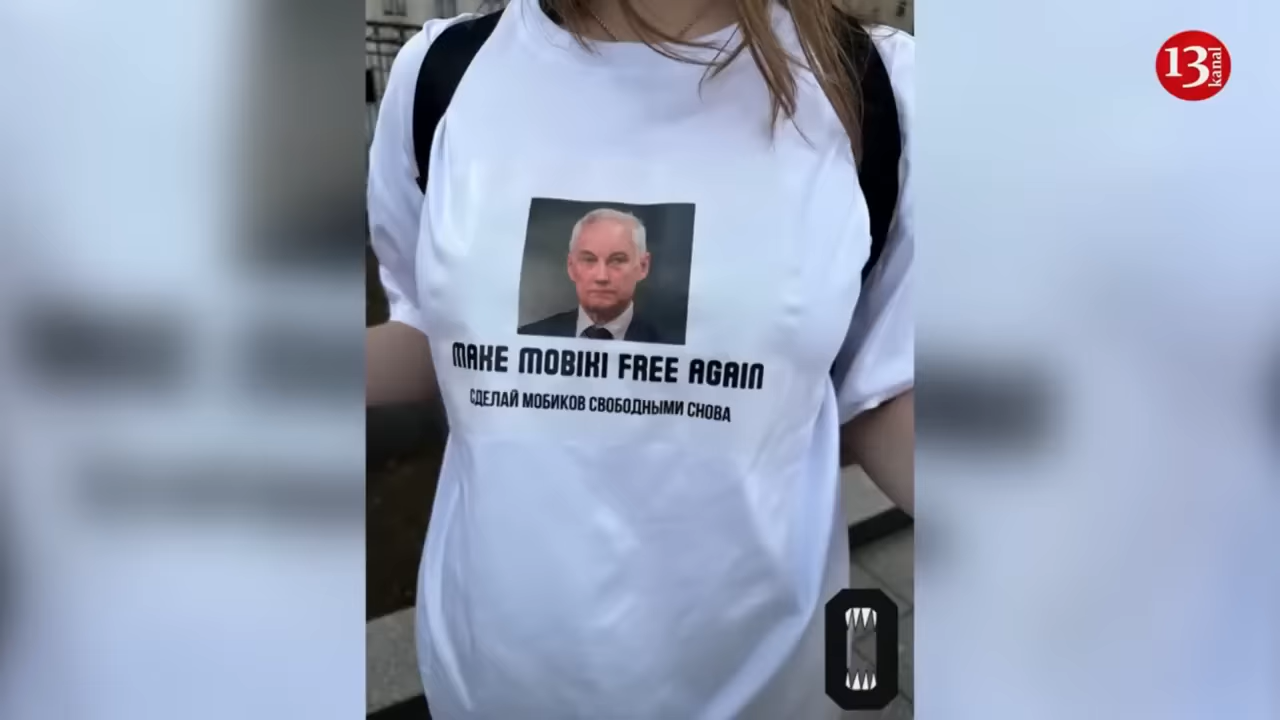 13 kanal
MAKE MOBIKI FREE AGAIN
СДЕЛАЙ МОБИКОВ СВОБОДНЫМИ СНОВА